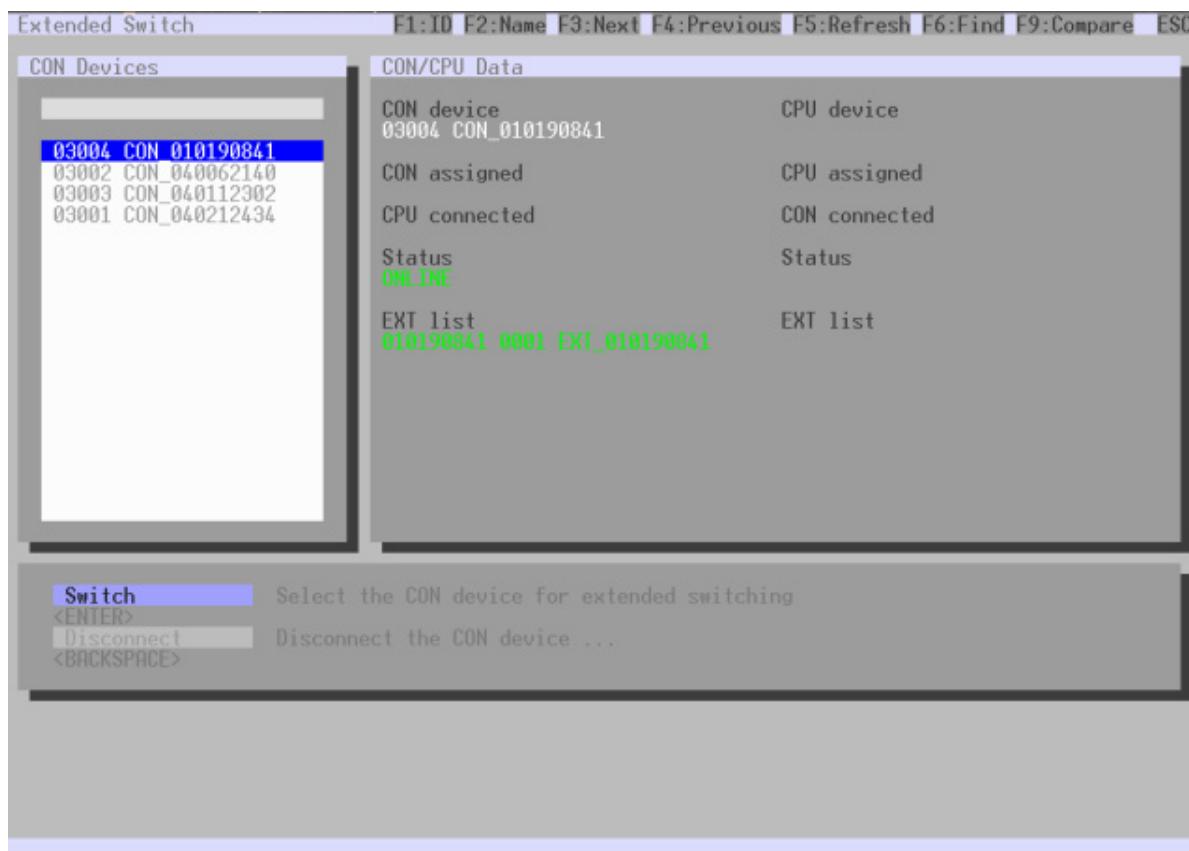 Extended Switch F1:ID F2:Name F3:Next F4:Previous F5:Refresh F6:Find F9:Compare ESC
CON Devices
03004 CON_010190841
03002 CON_040062140
03003 CON_040112302
03001 CON_040212434
CON/CPU Data
CON device CPU device
03004 CON_010190841
CON assigned CPU assigned
CPU connected CON connected
Status Status
ONLINE
EXT list EXT list
010190841 0001 EXT_010190841
Switch Select the CON device for extended switching
<ENTER>
Disconnect Disconnect the CON device ...
<BACKSPACE>